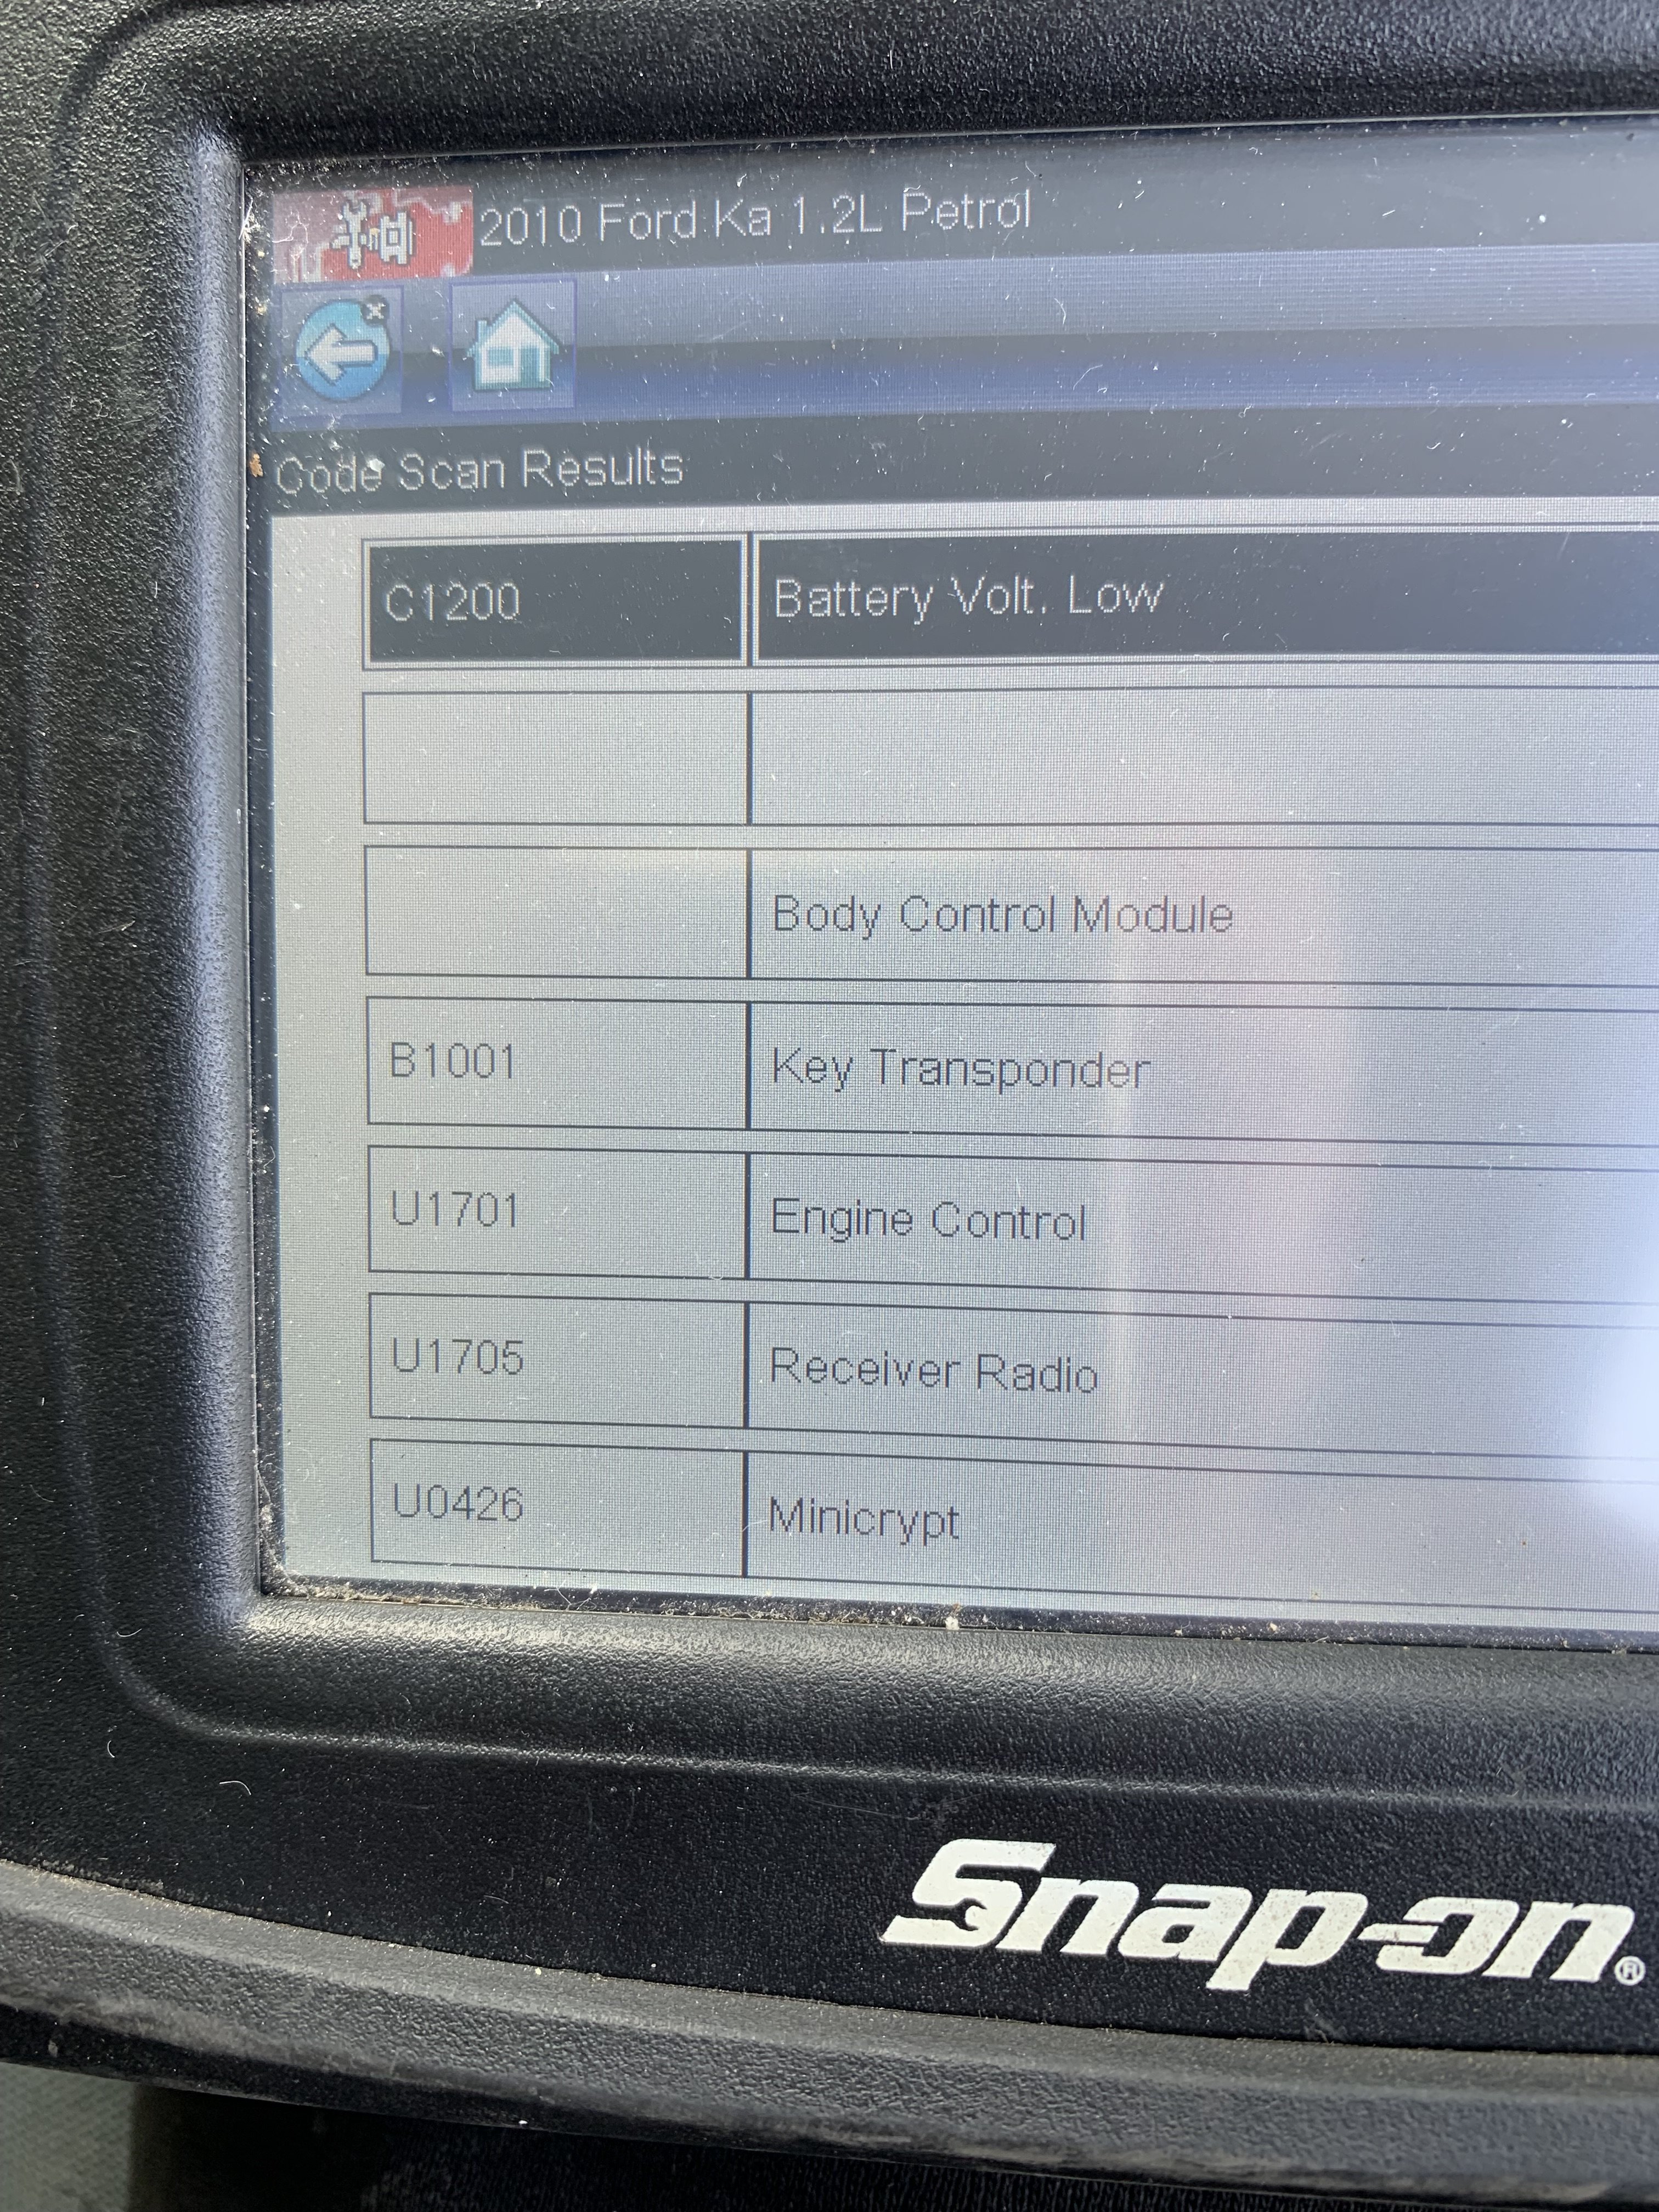 2010 Ford Ka 1.2L Petrol
Code Scan Results
C1200 Battery Volt. Low
Body Control Module
B1001 Key Transponder
U1701 Engine Control
U1705 Receiver Radio
U0426 Minicrypt
Snap-on®